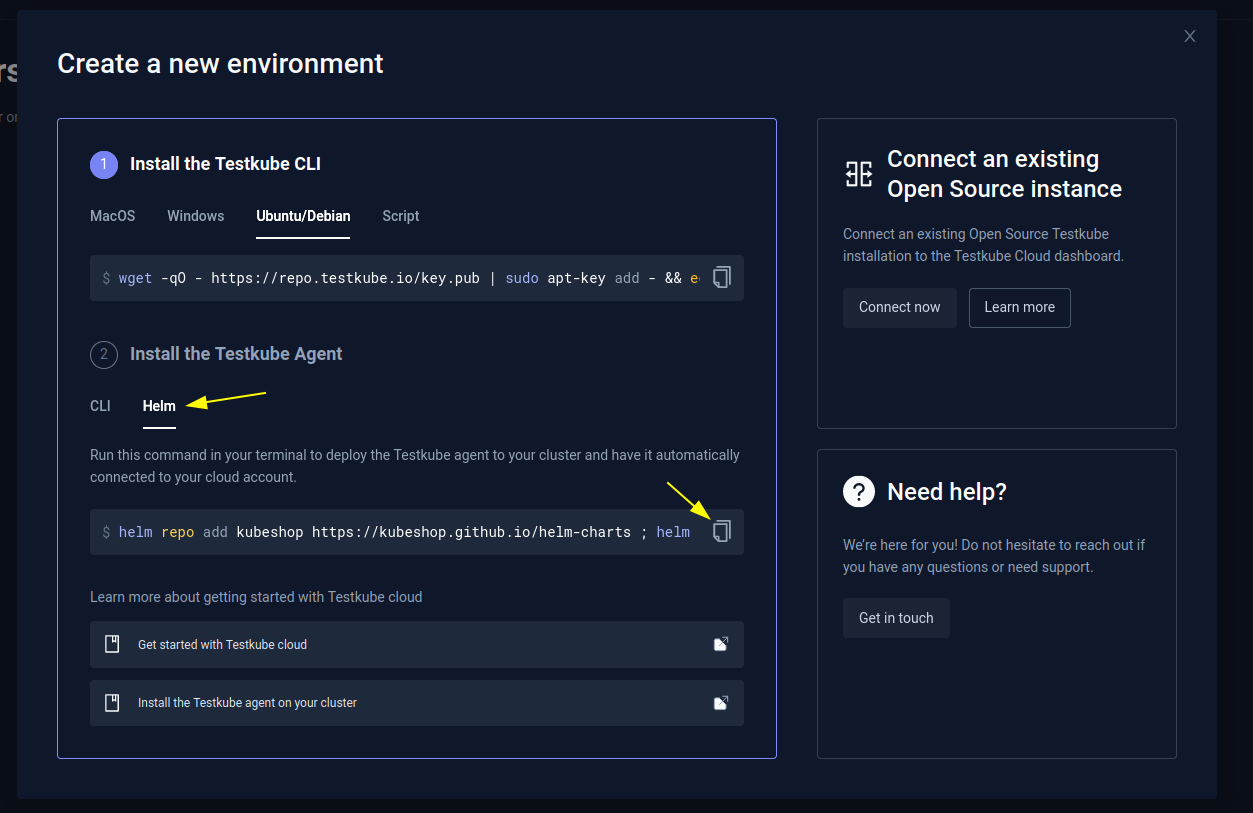 Create a new environment
1 Install the Testkube CLI
MacOS Windows Ubuntu/Debian Script
$ wget -qO - https://repo.testkube.io/key.pub | sudo apt-key add - && e
2 Install the Testkube Agent
CLI Helm
Run this command in your terminal to deploy the Testkube agent to your cluster and have it automatically
connected to your cloud account.
$ helm repo add kubeshop https://kubeshop.github.io/helm-charts ; helm
Learn more about getting started with Testkube cloud
Get started with Testkube cloud
Install the Testkube agent on your cluster
Connect an existing
Open Source instance
Connect an existing Open Source Testkube
installation to the Testkube Cloud dashboard.
Connect now Learn more
? Need help?
We're here for you! Do not hesitate to reach out if
you have any questions or need support.
Get in touch